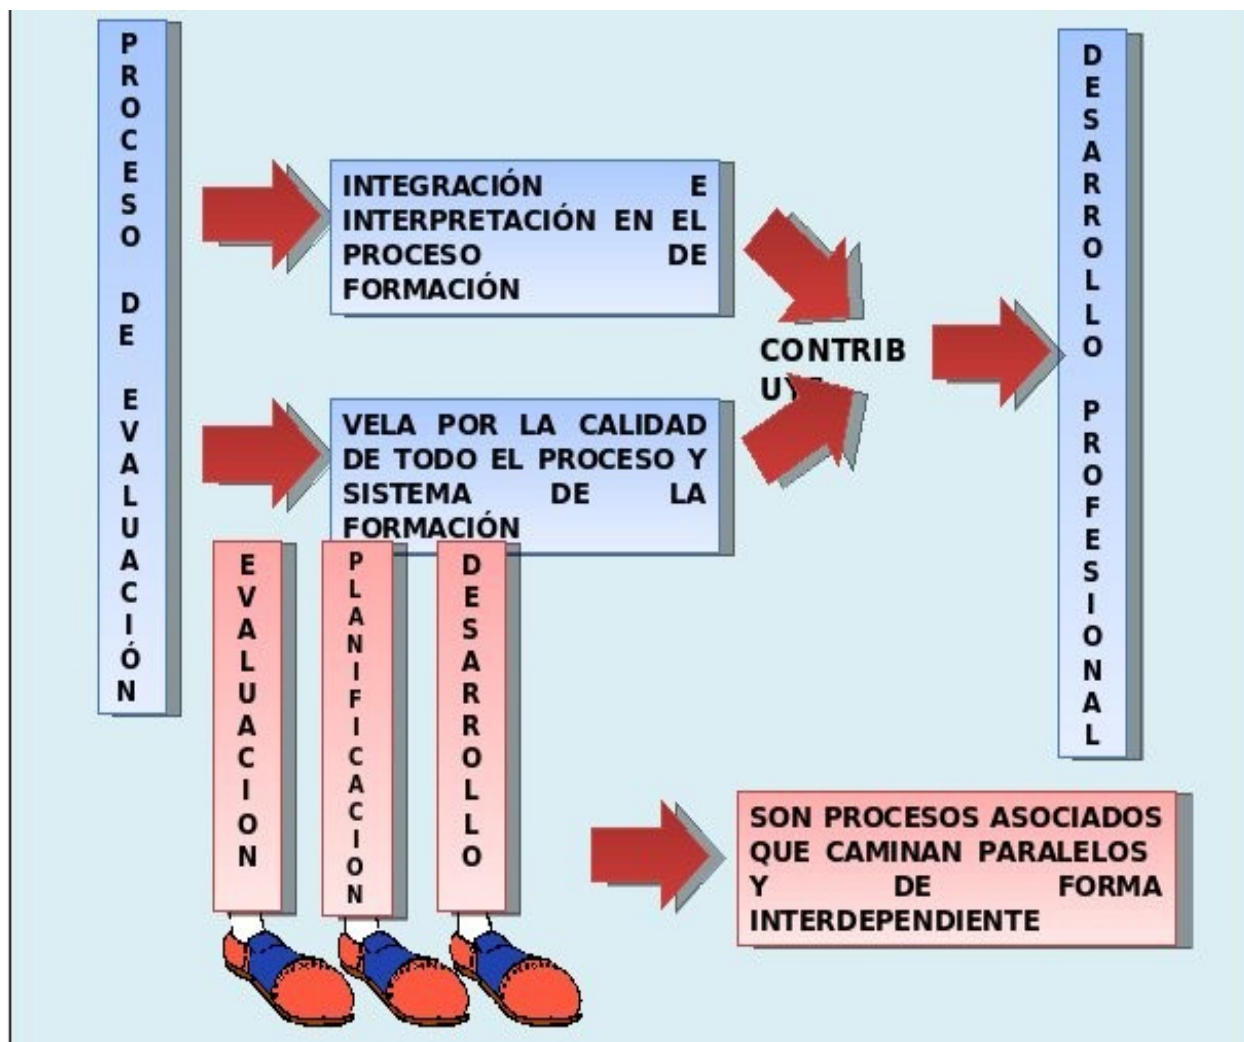 PROCESO DE EVALUACIÓN
INTEGRACIÓN E
INTERPRETACIÓN EN EL
PROCESO DE
FORMACIÓN
VELA POR LA CALIDAD
DE TODO EL PROCESO Y
SISTEMA DE LA
FORMACIÓN
CONTRIB
DESARROLLO PROFESIONAL
EVALUACION
PLANIFICACION
DESARROLLO
SON PROCESOS ASOCIADOS
QUE CAMINAN PARALELOS
Y DE FORMA
INTERDEPENDIENTE